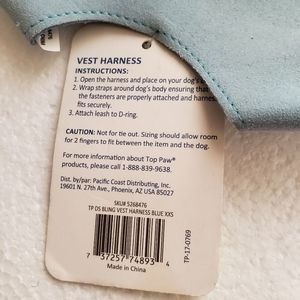 VEST HARNESS
INSTRUCTIONS:
1. Open the harness and place on your dog's
2. Wrap straps around dog's body ensuring that
the fasteners are properly attached and harness
fits securely.
3. Attach leash to D-ring.
CAUTION: Not for tie out. Sizing should allow room
for 2 fingers to fit between the item and the dog.
For more information about Top Paw®
products, please call 1-888-839-9638.
Dist. by/par: Pacific Coast Distributing, Inc.
19601 N. 27th Ave., Phoenix, AZ USA 85027
SKU# 5268476
TP DS BLING VEST HARNESS BLUE XXS
7 37257 74893 4
Made in China
TP-17-0769